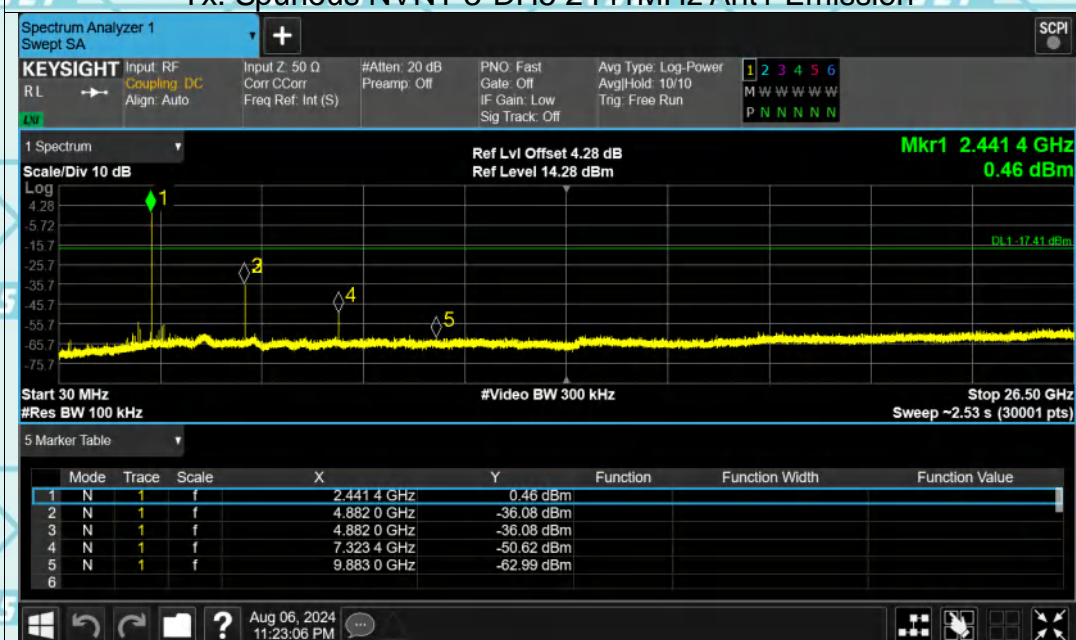 Tx. Spurious NVNT 3-DH5 2441MHz Ant1 Emission
Spectrum Analyzer 1
Swept SA
+
SCPI
KEYSIGHT Input: RF Input Z: 50 Ω #Atten: 20 dB PNO: Fast Avg Type: Log-Power 1 2 3 4 5 6
RL Coupling: DC Corr CCorr Preamp: Off Gate: Off Avg|Hold: 10/10 M W W W W W
Align: Auto Freq Ref: Int (S) IF Gain: Low Trig: Free Run
LXI Sig Track: Off P N N N N N
1 Spectrum Ref Lvl Offset 4.28 dB Mkr1 2.441 4 GHz
Scale/Div 10 dB Ref Level 14.28 dBm 0.46 dBm
Log
4.28
1
-5.72
-15.7
DL1 -17.41 dBm
-25.7
-35.7
4
-45.7
5
-55.7
-65.7
-75.7
Start 30 MHz #Video BW 300 kHz Stop 26.50 GHz
#Res BW 100 kHz Sweep ~2.53 s (30001 pts)
5 Marker Table
Mode Trace Scale X Y Function Function Width Function Value
1 N 1 f 2.441 4 GHz 0.46 dBm
2 N 1 f 4.882 0 GHz -36.08 dBm
3 N 1 f 4.882 0 GHz -36.08 dBm
4 N 1 f 7.323 4 GHz -50.62 dBm
5 N 1 f 9.883 0 GHz -62.99 dBm
6
? Aug 06, 2024
11:23:06 PM